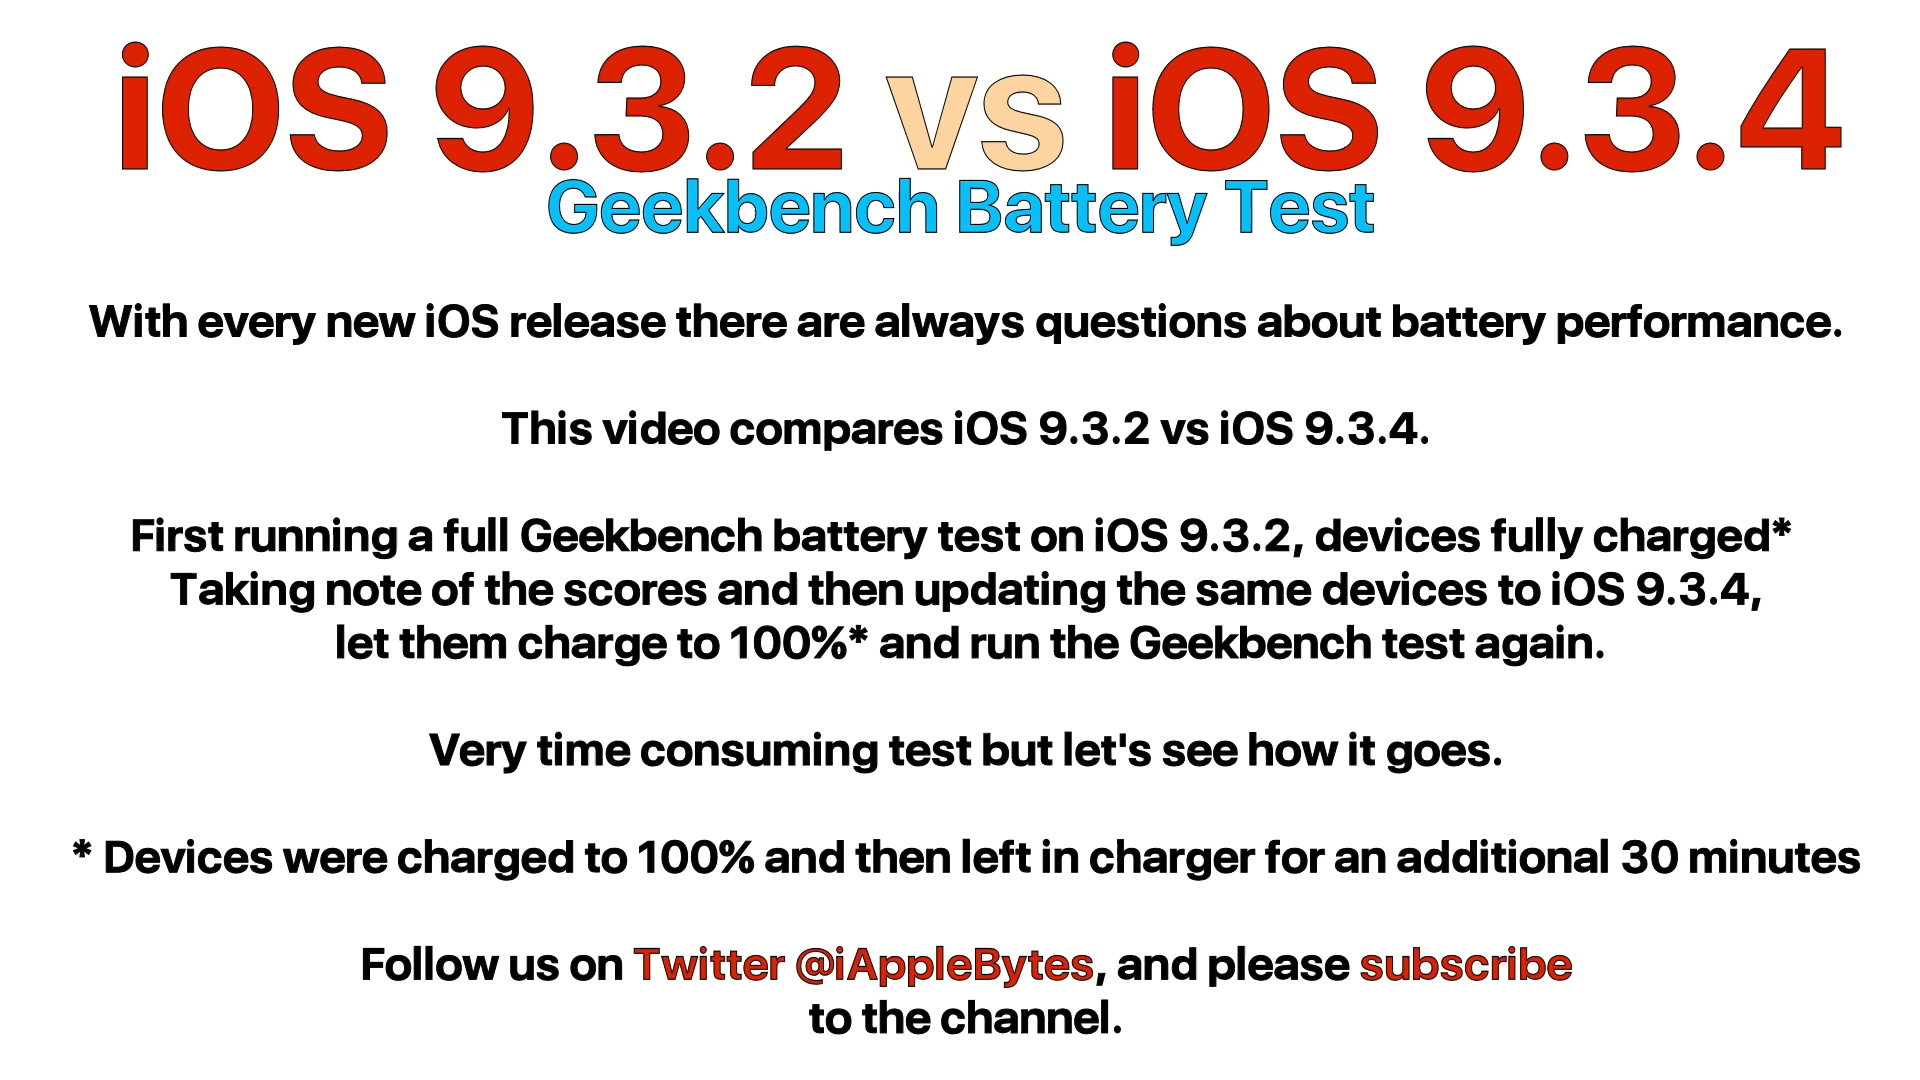 iOS 9.3.2 vs iOS 9.3.4
Geekbench Battery Test
With every new iOS release there are always questions about battery performance.
This video compares iOS 9.3.2 vs iOS 9.3.4.
First running a full Geekbench battery test on iOS 9.3.2, devices fully charged*
Taking note of the scores and then updating the same devices to iOS 9.3.4,
let them charge to 100%* and run the Geekbench test again.
Very time consuming test but let's see how it goes.
* Devices were charged to 100% and then left in charger for an additional 30 minutes
Follow us on Twitter @iAppleBytes, and please subscribe
to the channel.